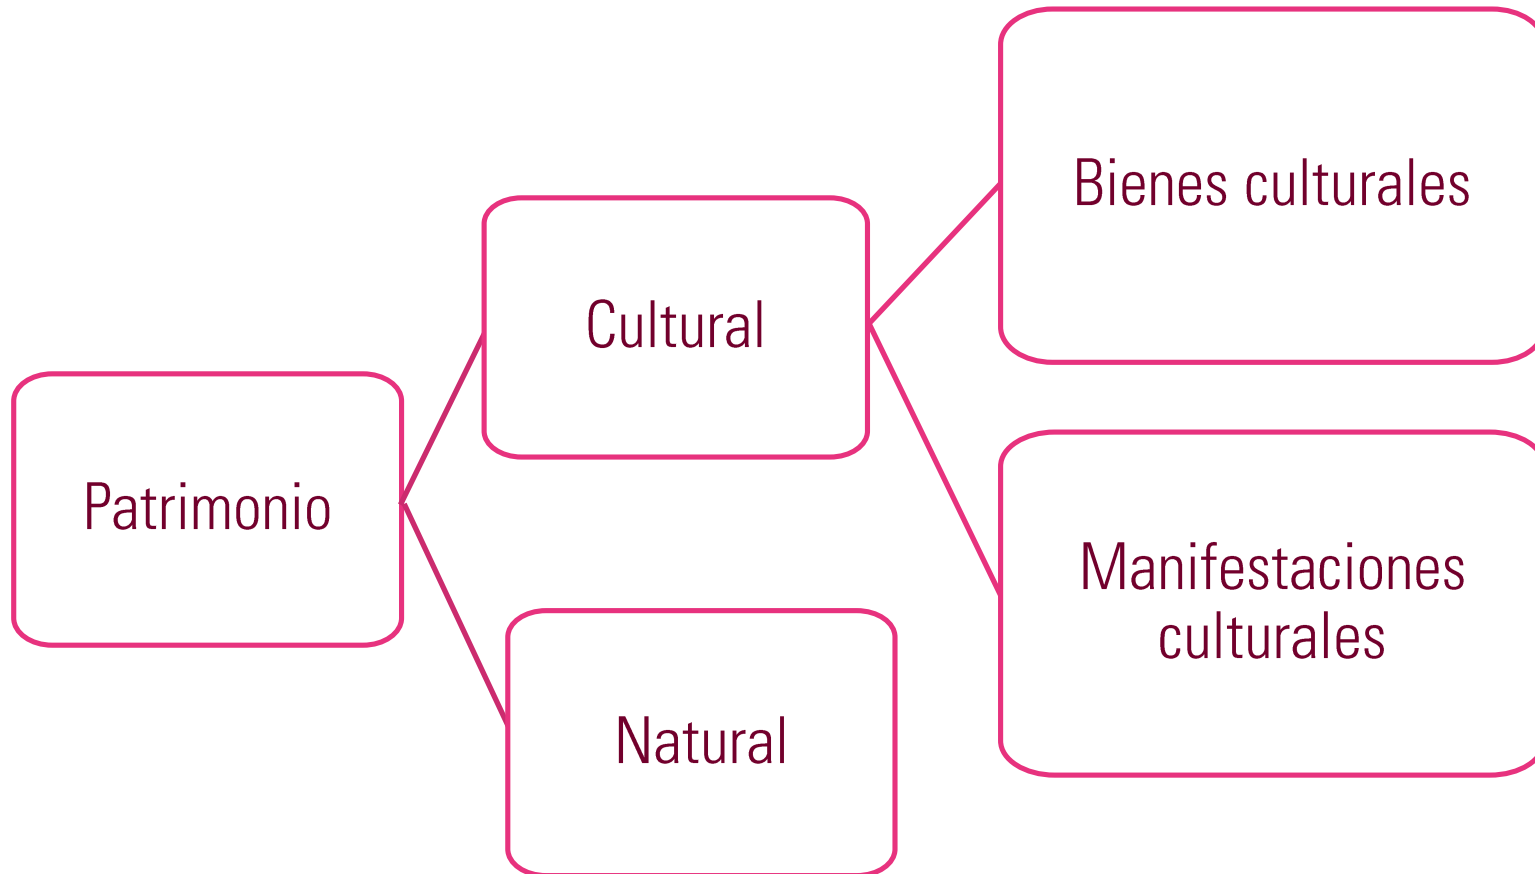 Patrimonio
Cultural
Natural
Bienes culturales
Manifestaciones
culturales